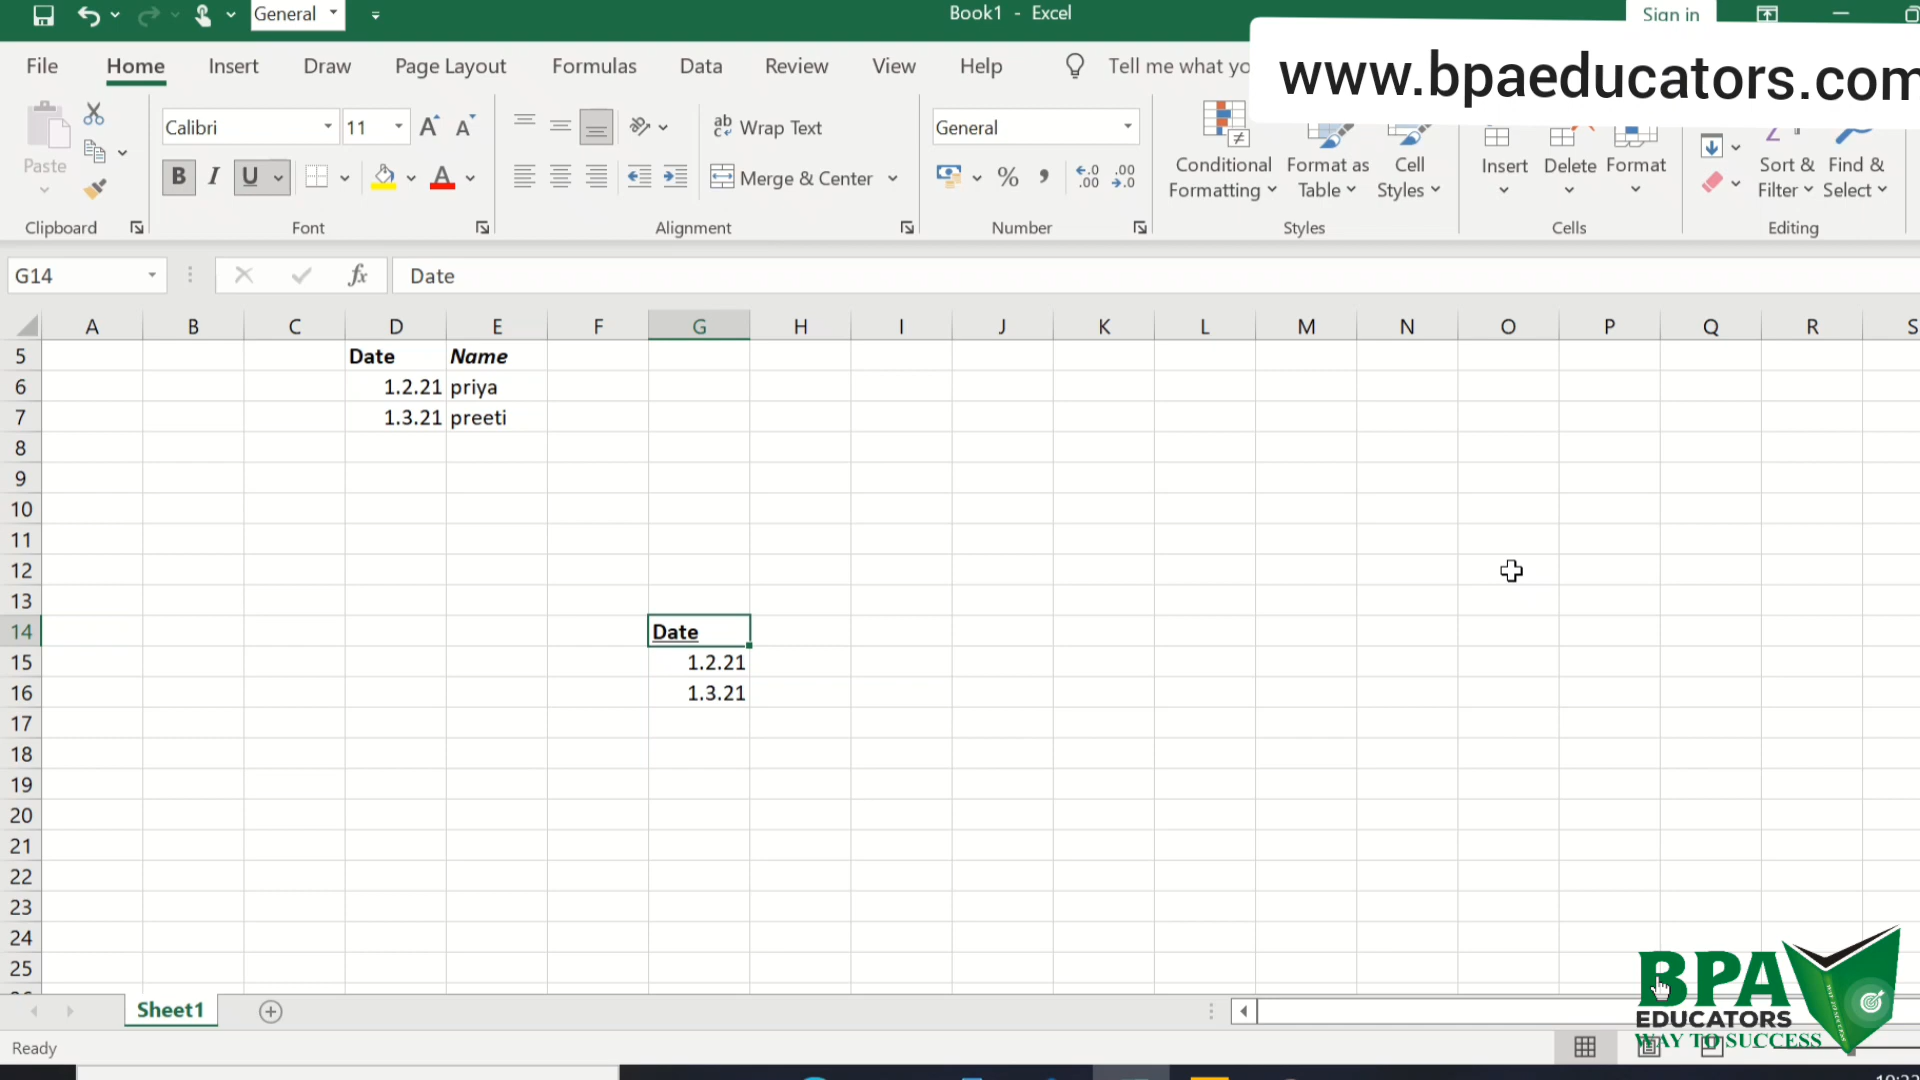 General
Book1 - Excel
Sign in
www.bpaeducators.com
File Home Insert Draw Page Layout Formulas Data Review View Help Tell me what yo
Calibri 11
Paste
B I U A
ab Wrap Text
Merge & Center
General
Conditional Formatting
Format as Table
Cell Styles
Insert
Delete
Format
Sort & Filter
Find & Select
Clipboard Font Alignment Number Styles Cells Editing
G14 fx Date
A B C D E F G H I J K L M N O P Q R S
5 Date Name
6 1.2.21 priya
7 1.3.21 preeti
8
9
10
11
12
13
14 Date
15 1.2.21
16 1.3.21
17
18
19
20
21
22
23
24
25
Sheet1
Ready
BPA
EDUCATORS
WAY TO SUCCESS